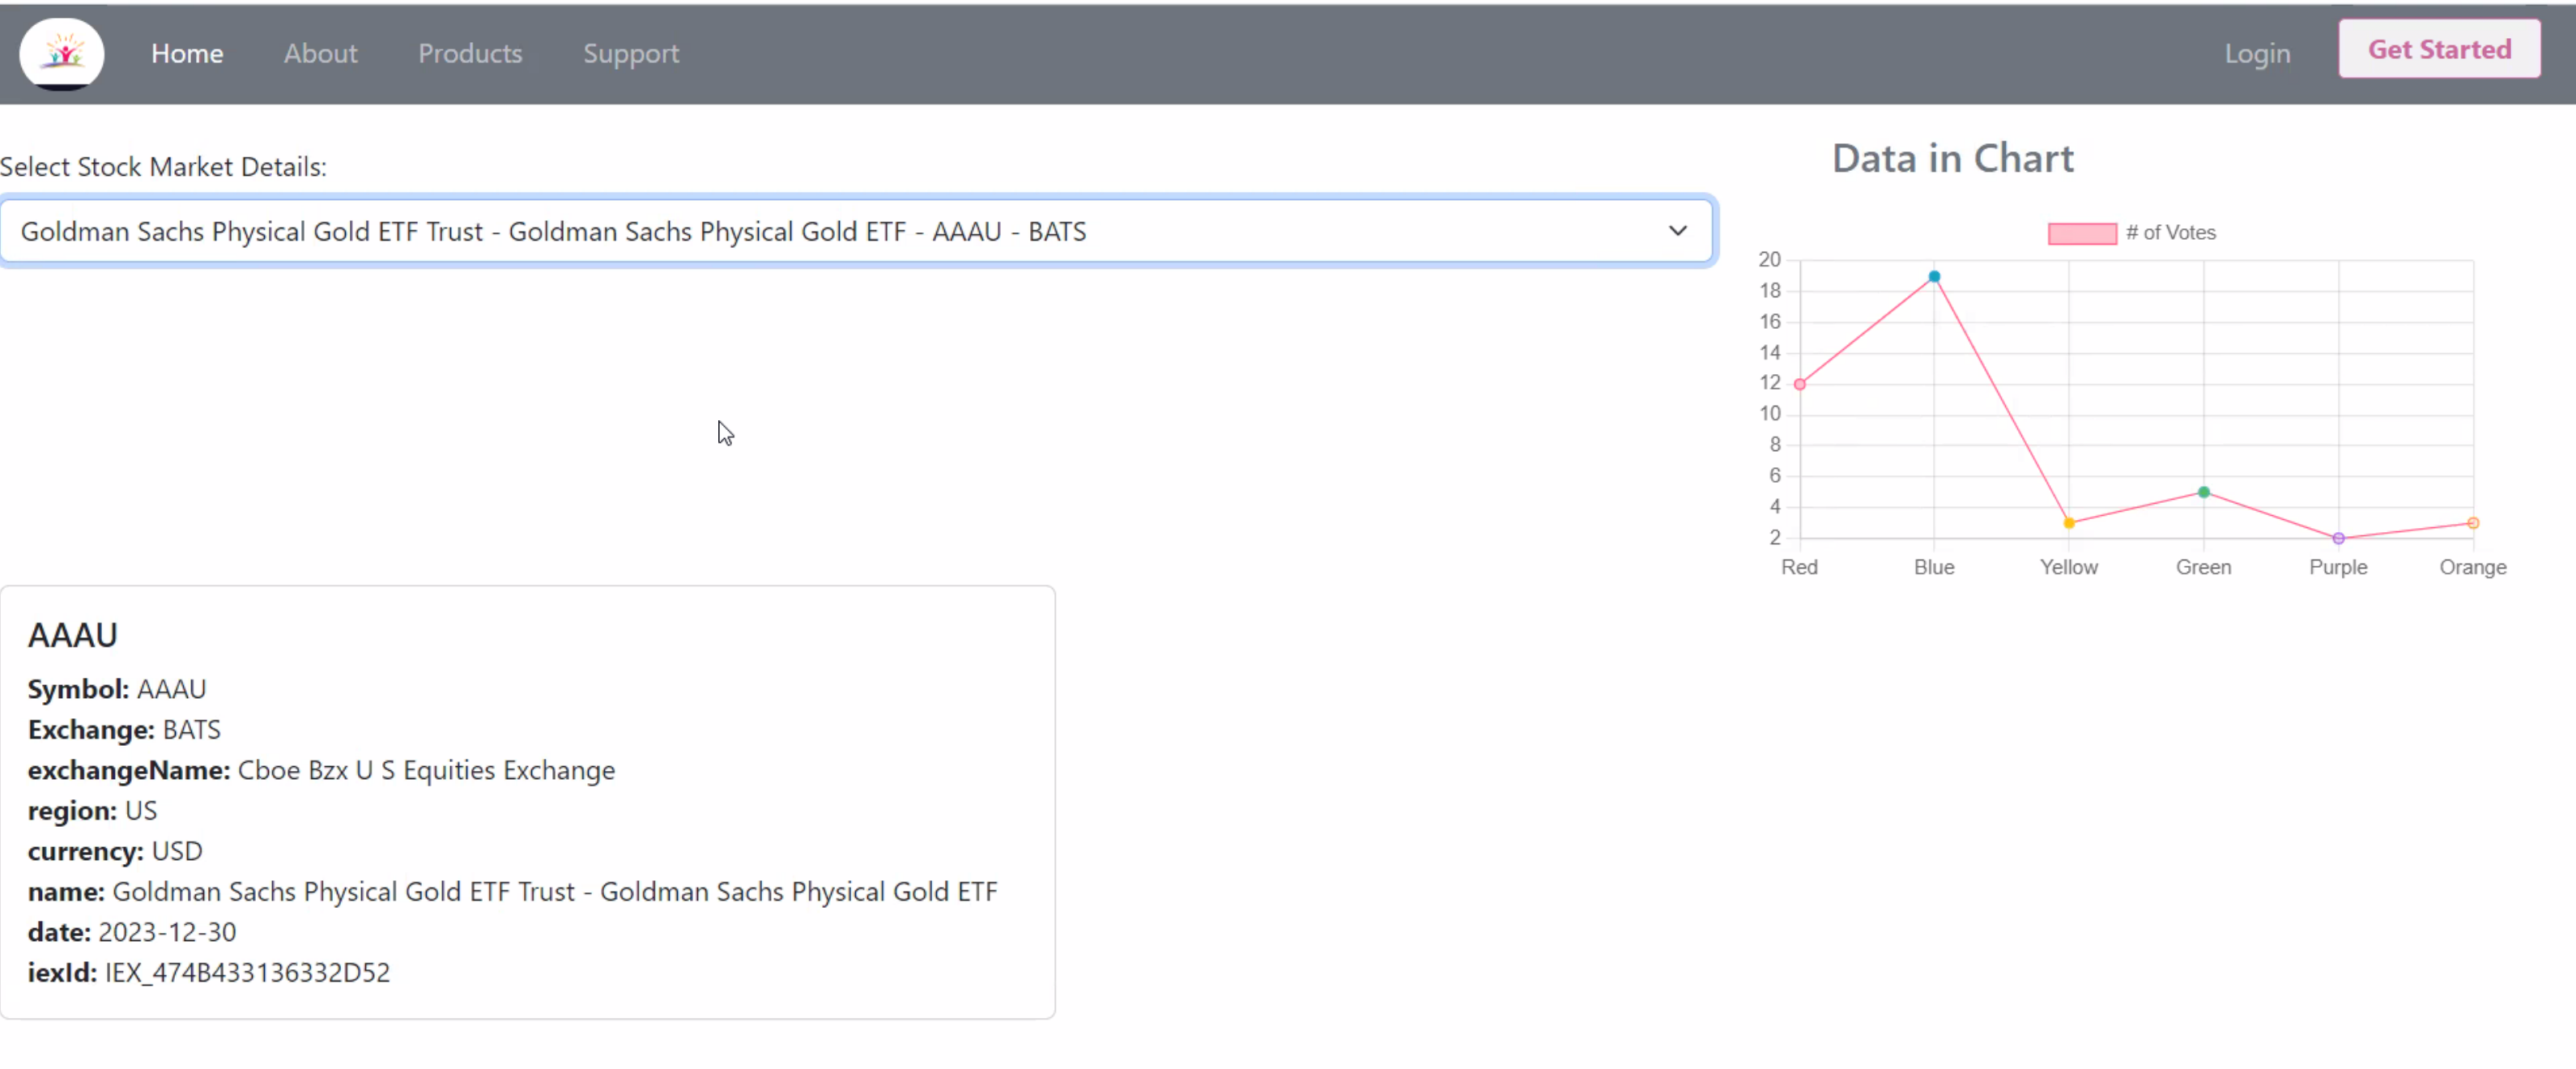 Home About Products Support Login Get Started
Select Stock Market Details:
Goldman Sachs Physical Gold ETF Trust - Goldman Sachs Physical Gold ETF - AAAU - BATS
Data in Chart
# of Votes
20
18
16
14
12
10
8
6
4
2
Red Blue Yellow Green Purple Orange
AAAU
Symbol: AAAU
Exchange: BATS
exchangeName: Cboe Bzx U S Equities Exchange
region: US
currency: USD
name: Goldman Sachs Physical Gold ETF Trust - Goldman Sachs Physical Gold ETF
date: 2023-12-30
iexId: IEX_474B433136332D52